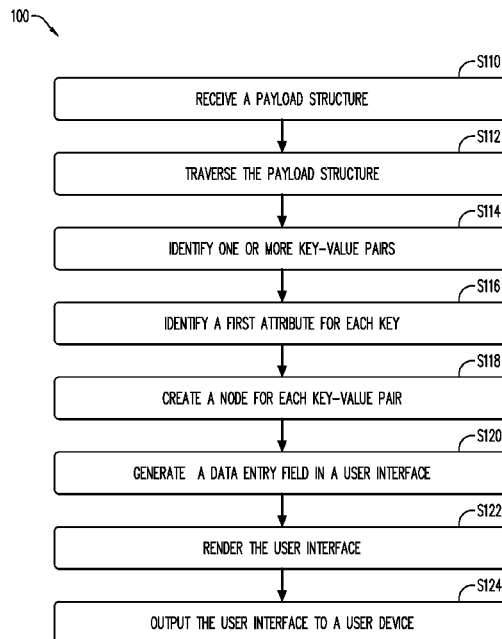 100
S110
RECEIVE A PAYLOAD STRUCTURE
S112
TRAVERSE THE PAYLOAD STRUCTURE
S114
IDENTIFY ONE OR MORE KEY-VALUE PAIRS
S116
IDENTIFY A FIRST ATTRIBUTE FOR EACH KEY
S118
CREATE A NODE FOR EACH KEY-VALUE PAIR
S120
GENERATE A DATA ENTRY FIELD IN A USER INTERFACE
S122
RENDER THE USER INTERFACE
S124
OUTPUT THE USER INTERFACE TO A USER DEVICE